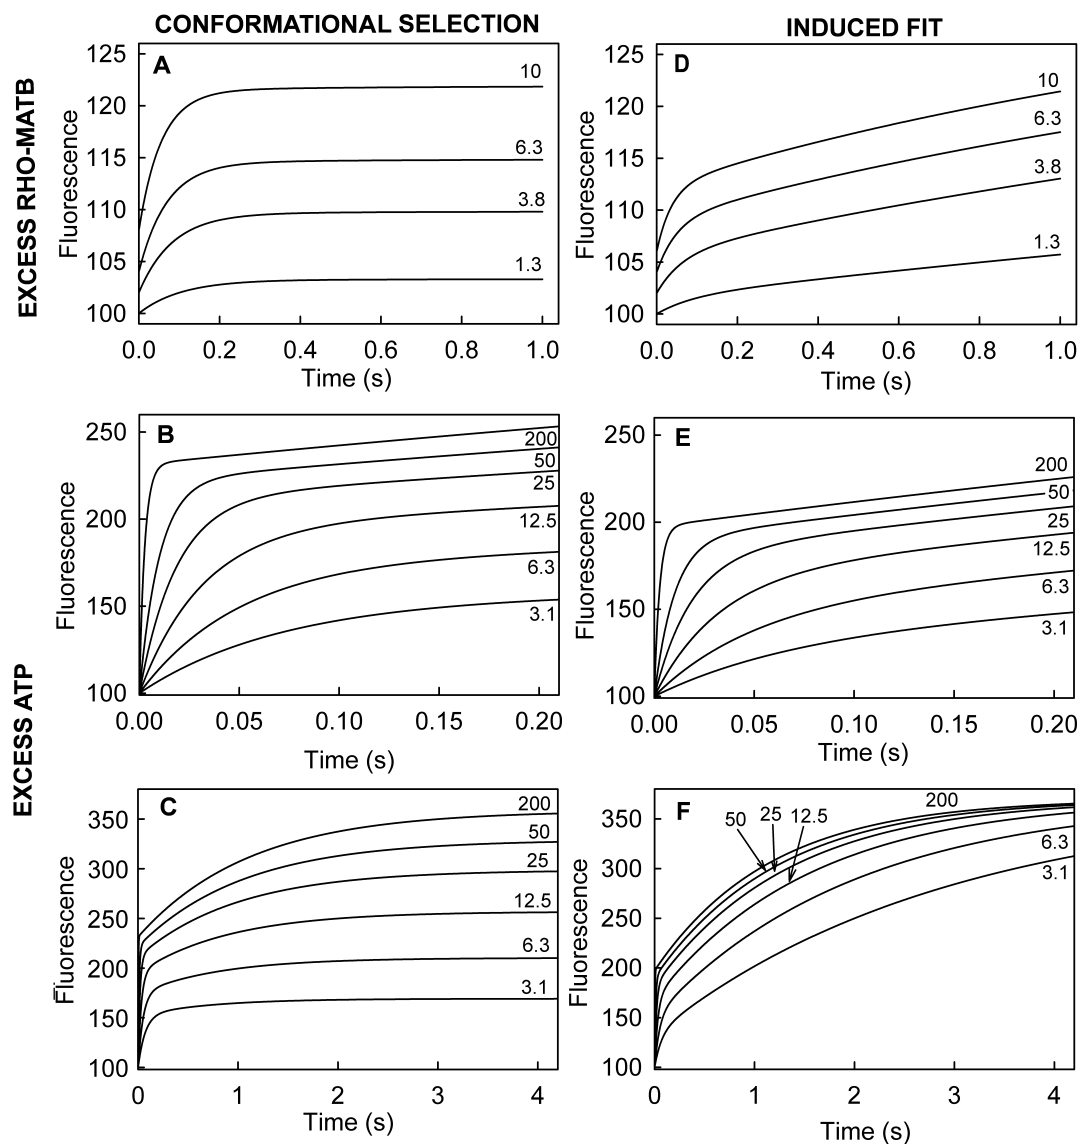 CONFORMATIONAL SELECTION
INDUCED FIT
EXCESS RHO-MATB
A
125
120
115
110
105
100
Fluorescence
10
6.3
3.8
1.3
0.0 0.2 0.4 0.6 0.8 1.0
Time (s)
D
125
120
115
110
105
100
Fluorescence
10
6.3
3.8
1.3
0.0 0.2 0.4 0.6 0.8 1.0
Time (s)
EXCESS ATP
B
250
200
150
100
Fluorescence
200
50
25
12.5
6.3
3.1
0.00 0.05 0.10 0.15 0.20
Time (s)
E
250
200
150
100
Fluorescence
200
50
25
12.5
6.3
3.1
0.00 0.05 0.10 0.15 0.20
Time (s)
C
350
300
250
200
150
100
Fluorescence
200
50
25
12.5
6.3
3.1
0 1 2 3 4
Time (s)
F
350
300
250
200
150
100
Fluorescence
50 25 12.5 200
6.3
3.1
0 1 2 3 4
Time (s)